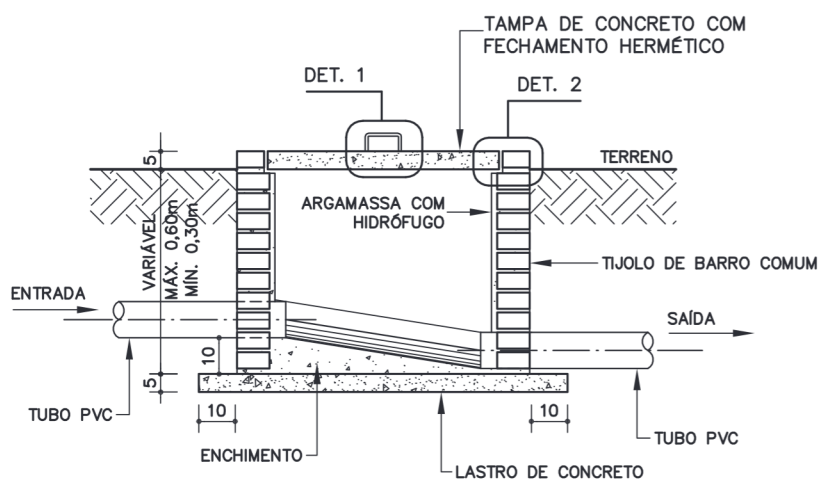 TAMPA DE CONCRETO COM
FECHAMENTO HERMÉTICO
DET. 1
DET. 2
5
TERRENO
ARGAMASSA COM
HIDRÓFUGO
VARIÁVEL
MÁX. 0,60m
MÍN. 0,30m
TIJOLO DE BARRO COMUM
ENTRADA
SAÍDA
10
5
10
10
TUBO PVC
TUBO PVC
ENCHIMENTO
LASTRO DE CONCRETO